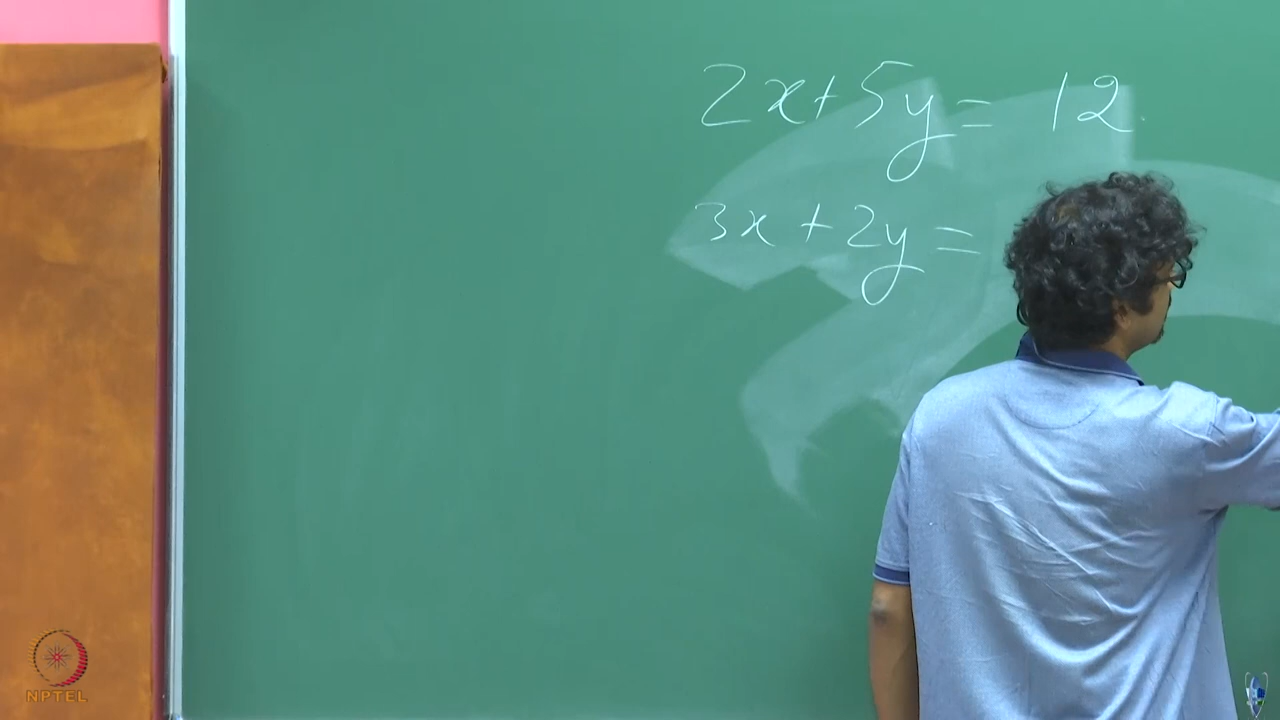 2x + 5y = 12.
3x + 2y =
NPTEL